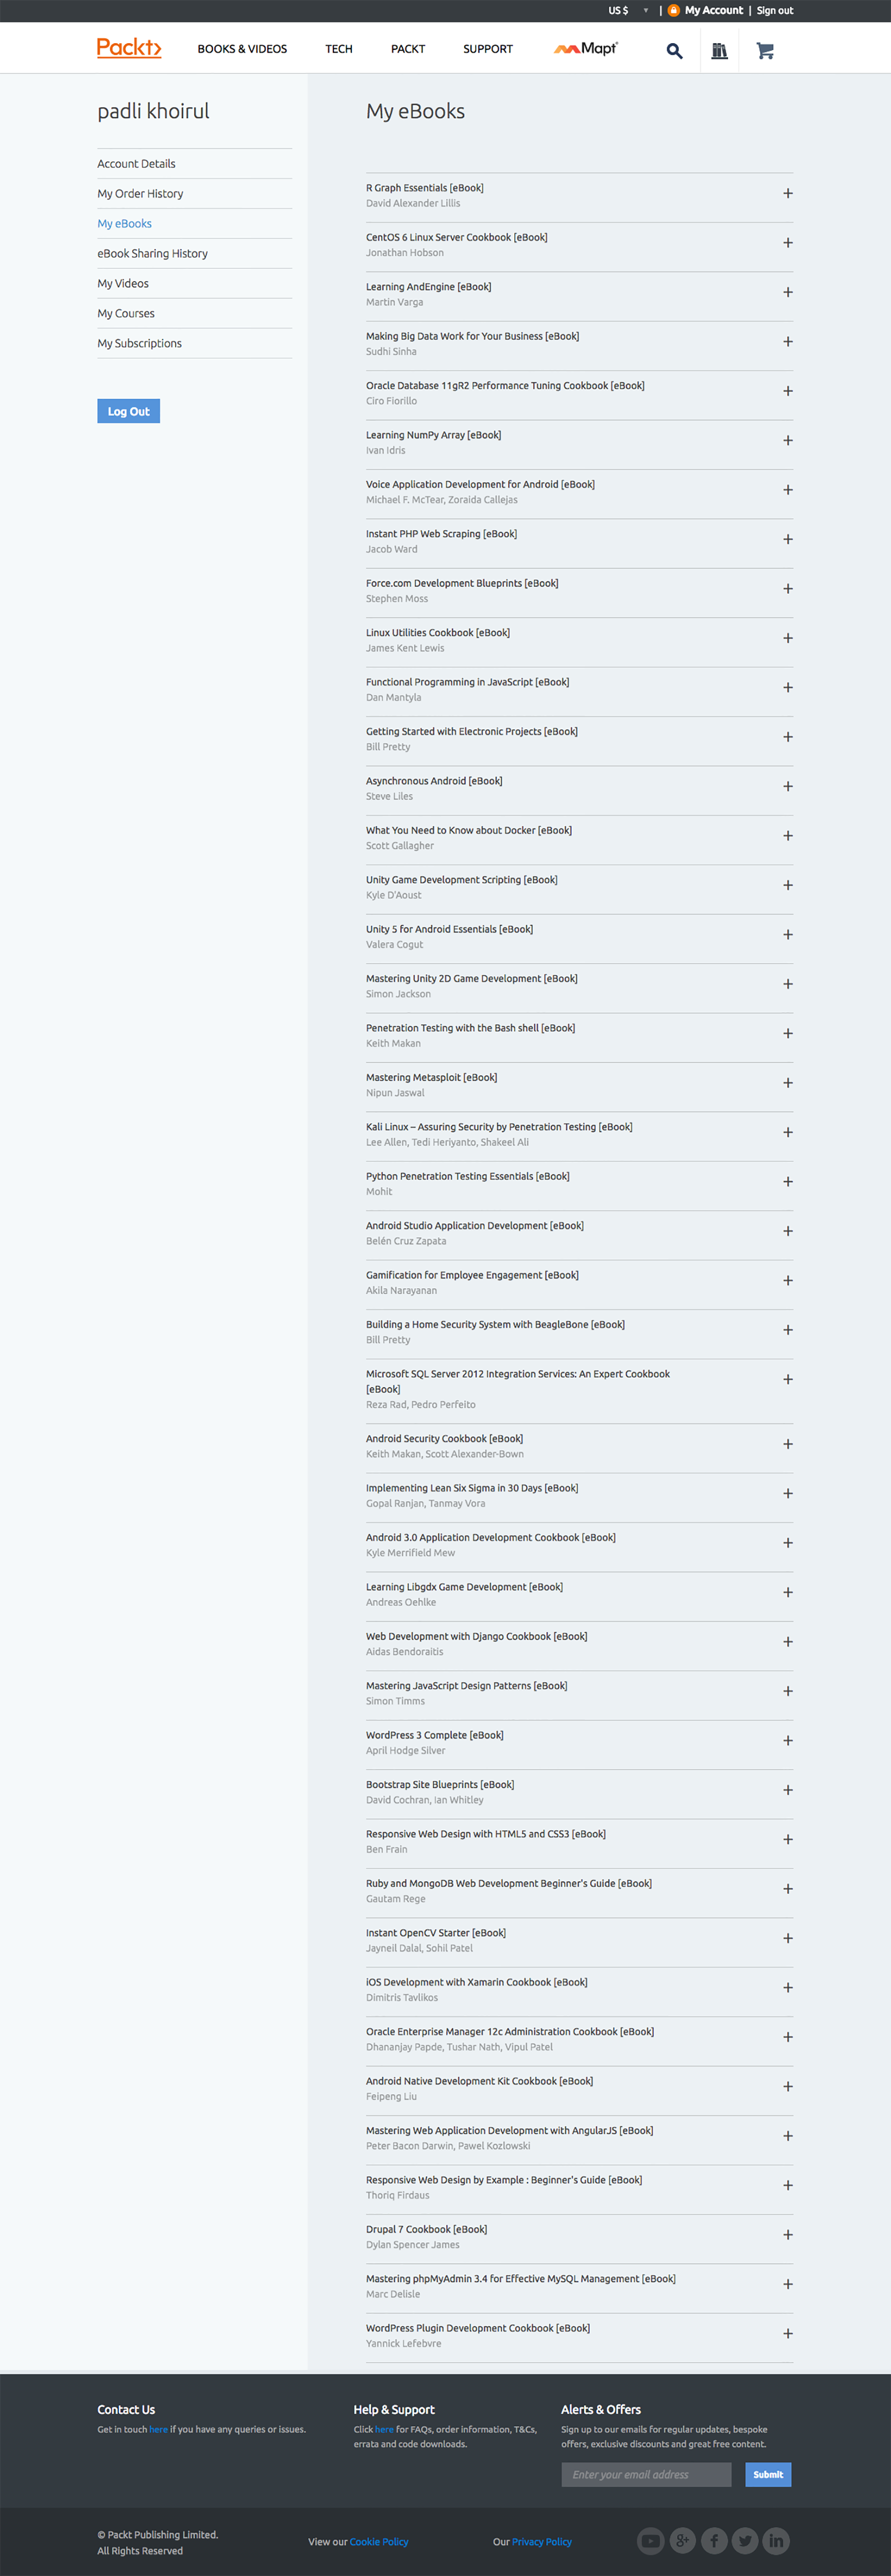 US $ ▾ | My Account | Sign out
Packt> BOOKS & VIDEOS TECH PACKT SUPPORT Mapt
padli khoirul
Account Details
My Order History
My eBooks
eBook Sharing History
My Videos
My Courses
My Subscriptions
Log Out
My eBooks
R Graph Essentials [eBook]
David Alexander Lillis
CentOS 6 Linux Server Cookbook [eBook]
Jonathan Hobson
Learning AndEngine [eBook]
Martin Varga
Making Big Data Work for Your Business [eBook]
Sudhi Sinha
Oracle Database 11gR2 Performance Tuning Cookbook [eBook]
Ciro Fiorillo
Learning NumPy Array [eBook]
Ivan Idris
Voice Application Development for Android [eBook]
Michael F. McTear, Zoraida Callejas
Instant PHP Web Scraping [eBook]
Jacob Ward
Force.com Development Blueprints [eBook]
Stephen Moss
Linux Utilities Cookbook [eBook]
James Kent Lewis
Functional Programming in JavaScript [eBook]
Dan Mantyla
Getting Started with Electronic Projects [eBook]
Bill Pretty
Asynchronous Android [eBook]
Steve Liles
What You Need to Know about Docker [eBook]
Scott Gallagher
Unity Game Development Scripting [eBook]
Kyle D'Aoust
Unity 5 for Android Essentials [eBook]
Valera Cogut
Mastering Unity 2D Game Development [eBook]
Simon Jackson
Penetration Testing with the Bash shell [eBook]
Keith Makan
Mastering Metasploit [eBook]
Nipun Jaswal
Kali Linux – Assuring Security by Penetration Testing [eBook]
Lee Allen, Tedi Heriyanto, Shakeel Ali
Python Penetration Testing Essentials [eBook]
Mohit
Android Studio Application Development [eBook]
Belén Cruz Zapata
Gamification for Employee Engagement [eBook]
Akila Narayanan
Building a Home Security System with BeagleBone [eBook]
Bill Pretty
Microsoft SQL Server 2012 Integration Services: An Expert Cookbook
[eBook]
Reza Rad, Pedro Perfeito
Android Security Cookbook [eBook]
Keith Makan, Scott Alexander-Bown
Implementing Lean Six Sigma in 30 Days [eBook]
Gopal Ranjan, Tanmay Vora
Android 3.0 Application Development Cookbook [eBook]
Kyle Merrifield Mew
Learning Libgdx Game Development [eBook]
Andreas Oehlke
Web Development with Django Cookbook [eBook]
Aidas Bendoraitis
Mastering JavaScript Design Patterns [eBook]
Simon Timms
WordPress 3 Complete [eBook]
April Hodge Silver
Bootstrap Site Blueprints [eBook]
David Cochran, Ian Whitley
Responsive Web Design with HTML5 and CSS3 [eBook]
Ben Frain
Ruby and MongoDB Web Development Beginner's Guide [eBook]
Gautam Rege
Instant OpenCV Starter [eBook]
Jayneil Dalal, Sohil Patel
iOS Development with Xamarin Cookbook [eBook]
Dimitris Tavlikos
Oracle Enterprise Manager 12c Administration Cookbook [eBook]
Dhananjay Papde, Tushar Nath, Vipul Patel
Android Native Development Kit Cookbook [eBook]
Feipeng Liu
Mastering Web Application Development with AngularJS [eBook]
Peter Bacon Darwin, Pawel Kozlowski
Responsive Web Design by Example : Beginner's Guide [eBook]
Thoriq Firdaus
Drupal 7 Cookbook [eBook]
Dylan Spencer James
Mastering phpMyAdmin 3.4 for Effective MySQL Management [eBook]
Marc Delisle
WordPress Plugin Development Cookbook [eBook]
Yannick Lefebvre
Contact Us
Get in touch here if you have any queries or issues.
Help & Support
Click here for FAQs, order information, T&Cs,
errata and code downloads.
Alerts & Offers
Sign up to our emails for regular updates, bespoke
offers, exclusive discounts and great free content.
Enter your email address Submit
© Packt Publishing Limited.
All Rights Reserved
View our Cookie Policy
Our Privacy Policy